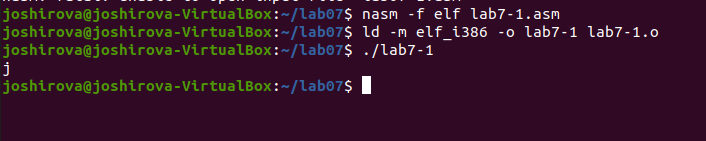 joshirova@joshirova-VirtualBox:~/lab07$ nasm -f elf lab7-1.asm
joshirova@joshirova-VirtualBox:~/lab07$ ld -m elf_i386 -o lab7-1 lab7-1.o
joshirova@joshirova-VirtualBox:~/lab07$ ./lab7-1
j
joshirova@joshirova-VirtualBox:~/lab07$